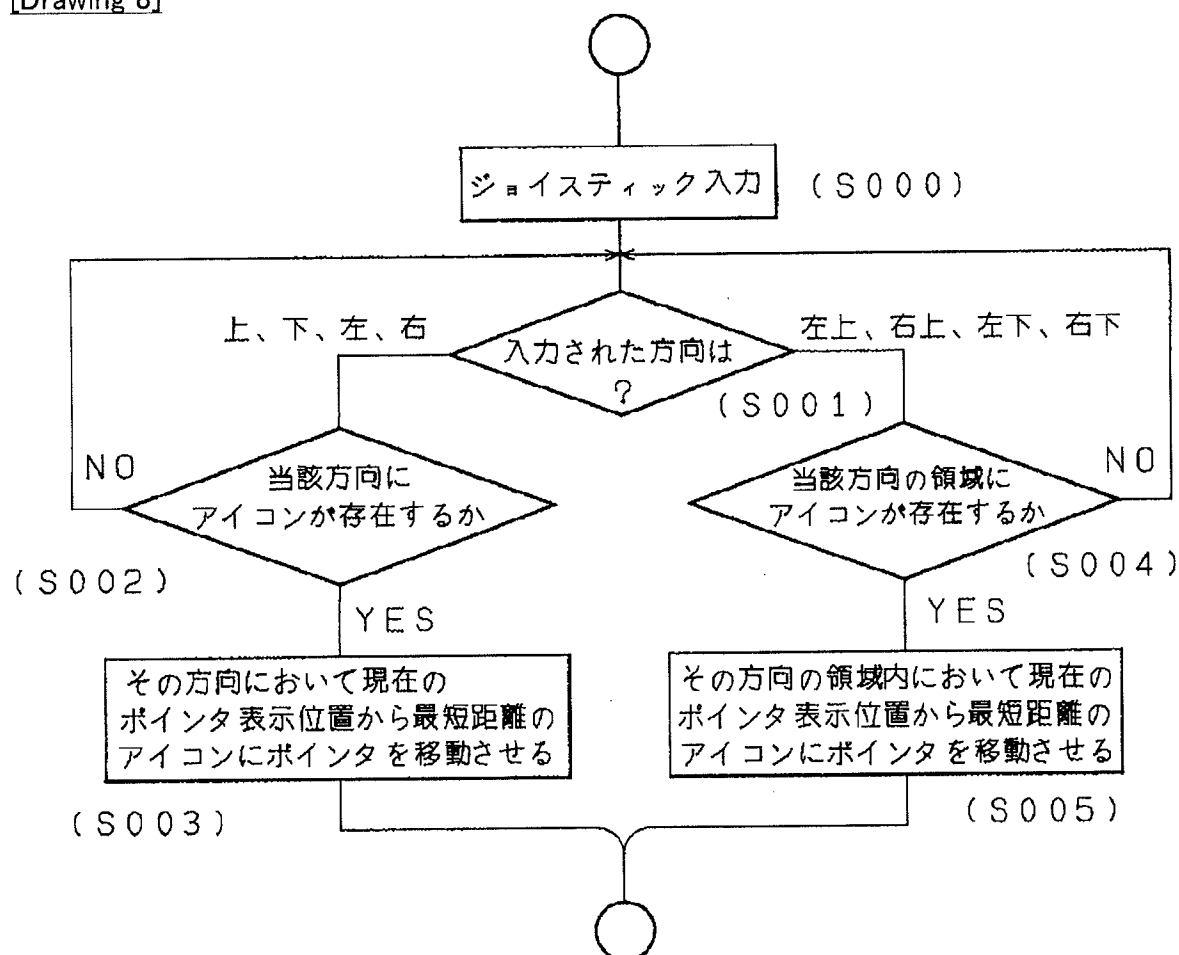 [Drawing 8]
ジョイスティック入力
(S000)
上、下、左、右
左上、右上、左下、右下
入力された方向は
?
(S001)
NO
当該方向に
アイコンが存在するか
(S002)
NO
当該方向の領域に
アイコンが存在するか
(S004)
YES
YES
その方向において現在の
ポインタ表示位置から最短距離の
アイコンにポインタを移動させる
(S003)
その方向の領域内において現在の
ポインタ表示位置から最短距離の
アイコンにポインタを移動させる
(S005)